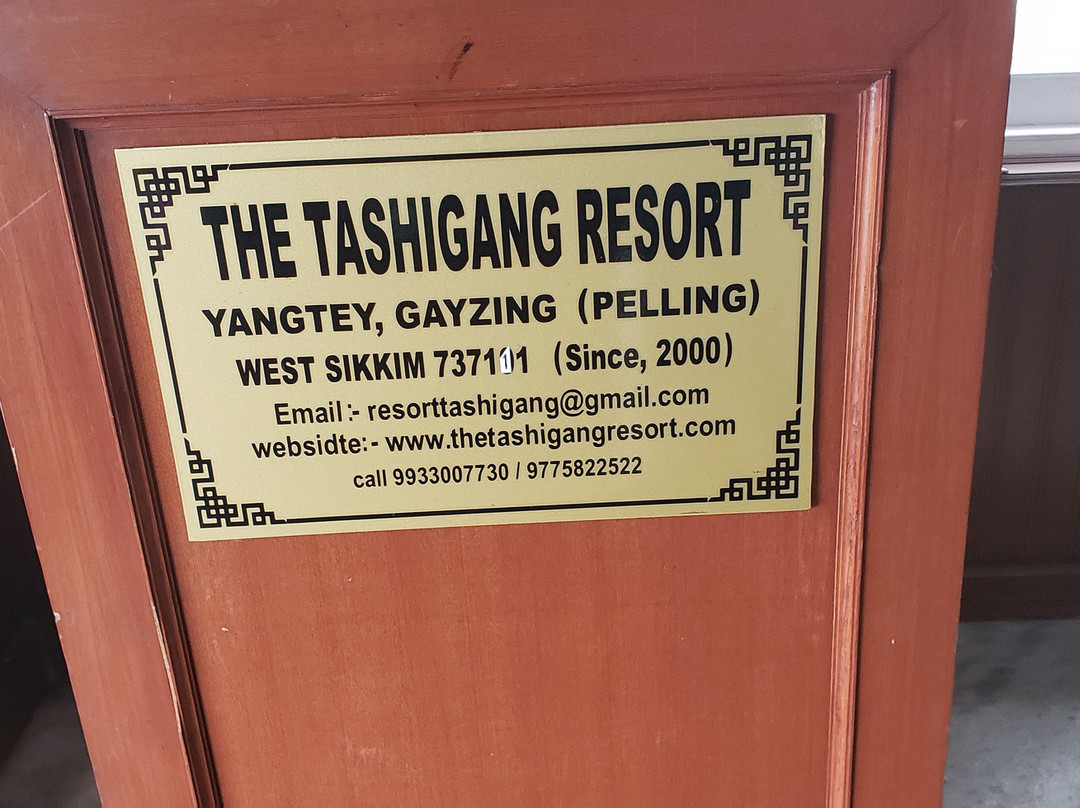 THE TASHIGANG RESORT
YANGTEY, GAYZING (PELLING)
WEST SIKKIM 737101 (Since, 2000)
Email:- resorttashigang@gmail.com
websidte:- www.thetashigangresort.com
call 9933007730 / 9775822522